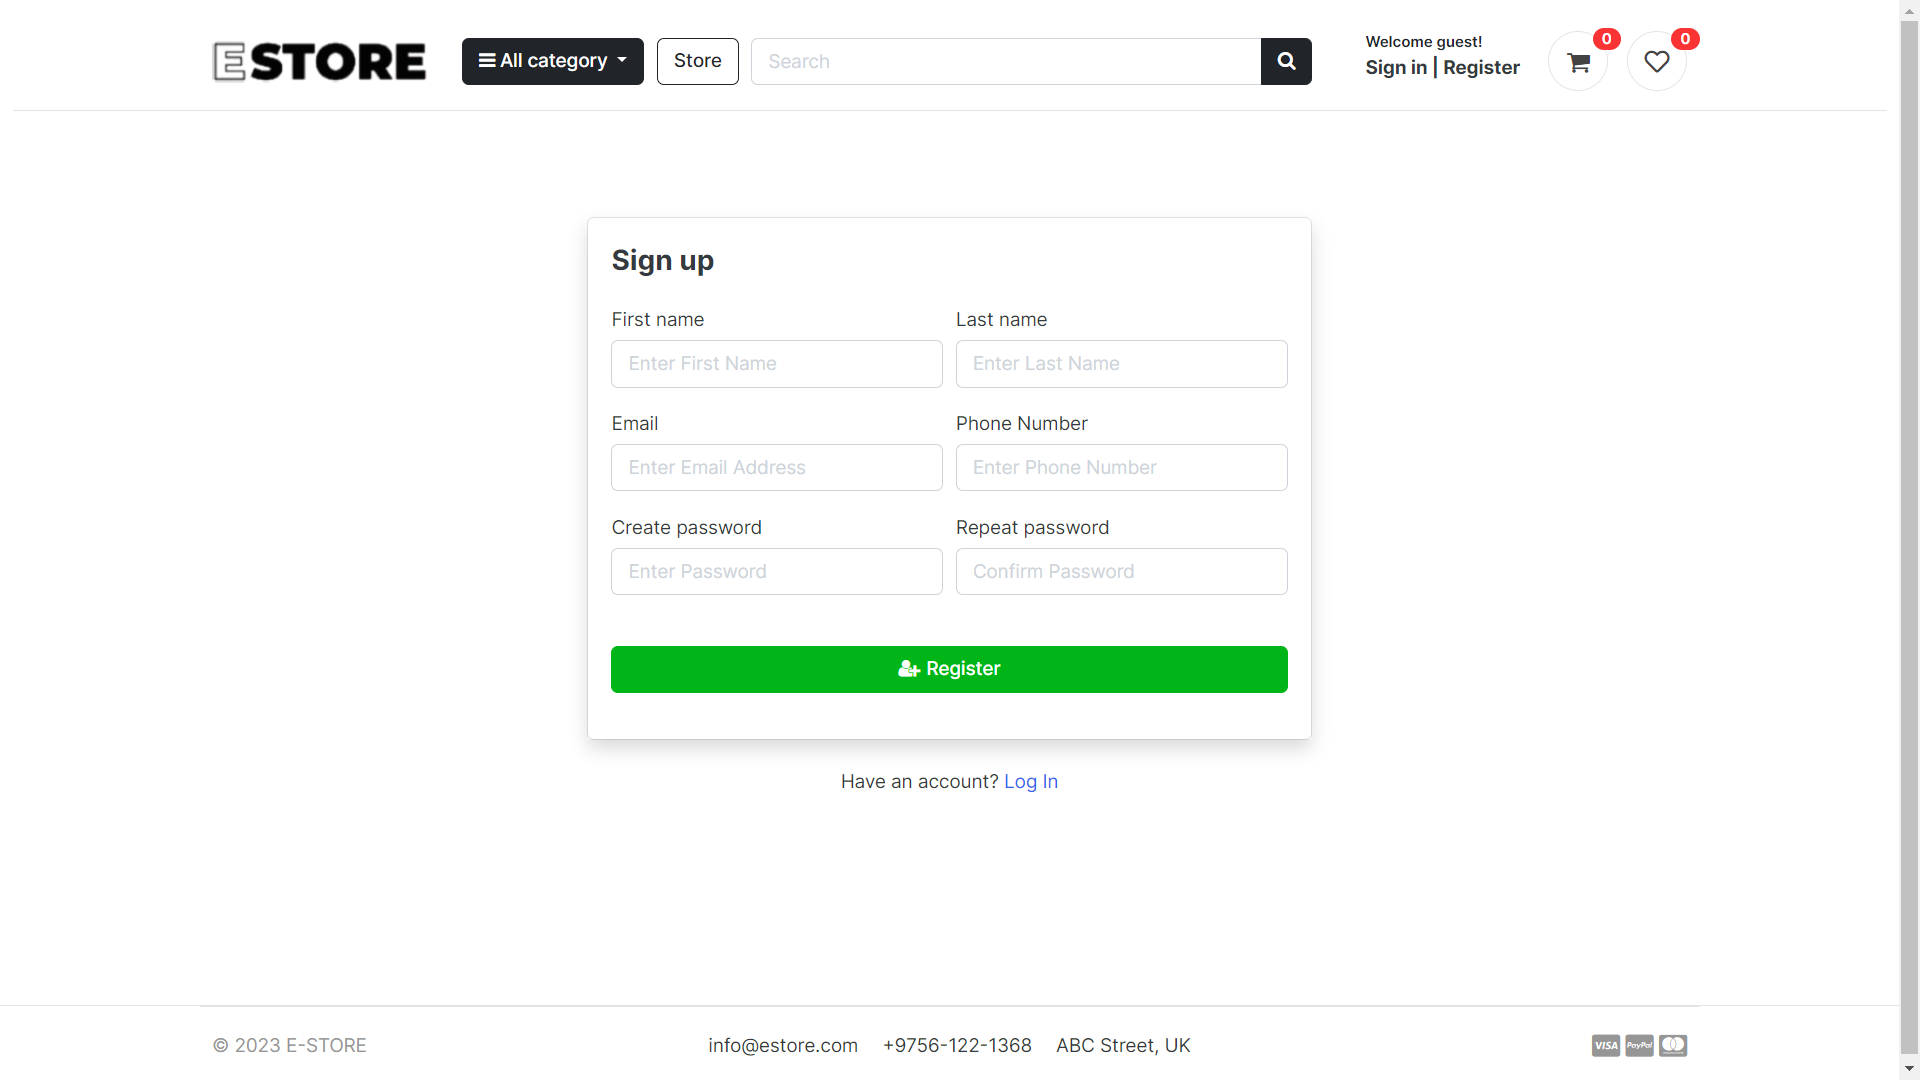 ESTORE
All category
Store
Search
Welcome guest!
Sign in | Register
0
0
Sign up
First name
Last name
Enter First Name
Enter Last Name
Email
Phone Number
Enter Email Address
Enter Phone Number
Create password
Repeat password
Enter Password
Confirm Password
Register
Have an account? Log In
© 2023 E-STORE
info@estore.com
+9756-122-1368
ABC Street, UK
VISA
PayPal